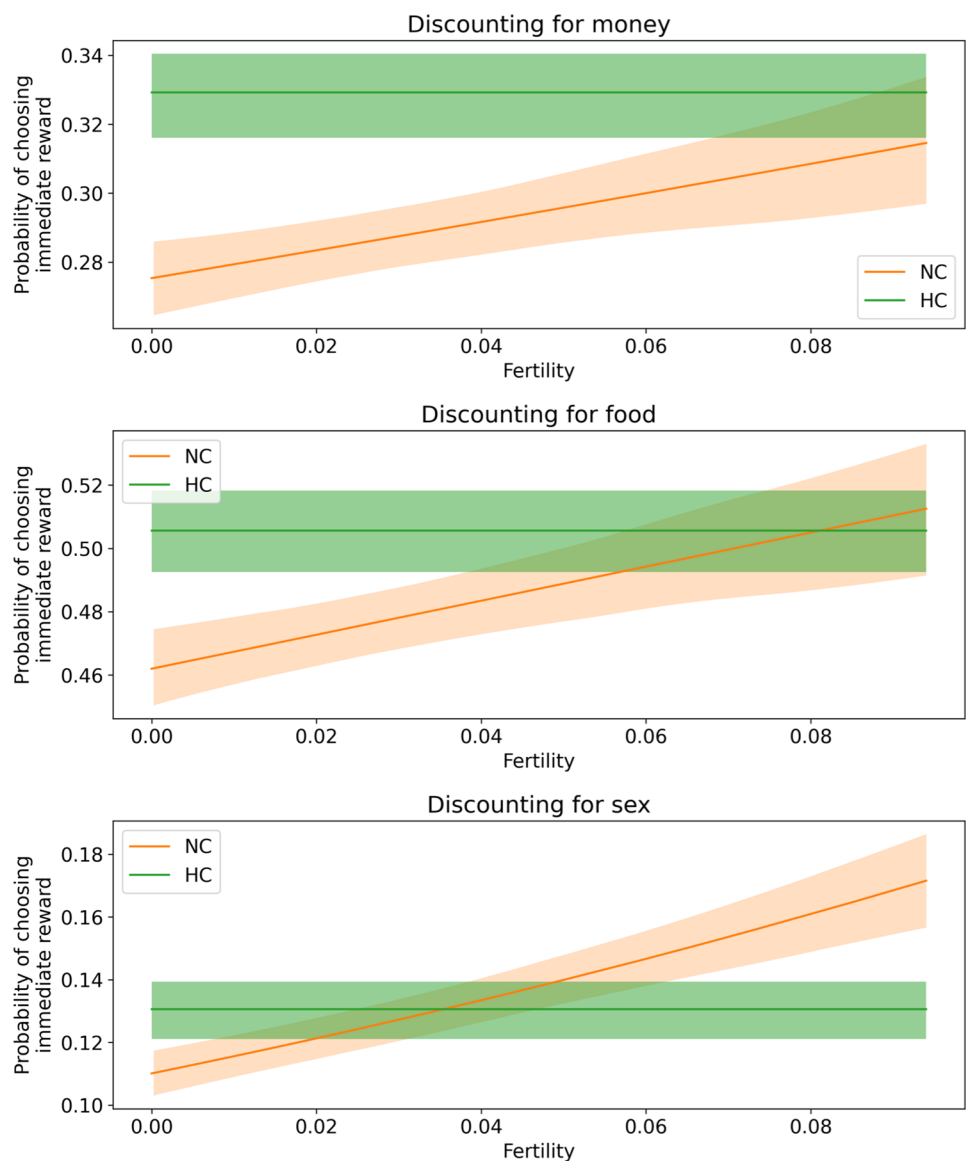 Discounting for money
Probability of choosing
immediate reward
0.34
0.32
0.30
0.28
NC
HC
0.00 0.02 0.04 0.06 0.08
Fertility
Discounting for food
Probability of choosing
immediate reward
0.52
0.50
0.48
0.46
NC
HC
0.00 0.02 0.04 0.06 0.08
Fertility
Discounting for sex
Probability of choosing
immediate reward
0.18
0.16
0.14
0.12
0.10
NC
HC
0.00 0.02 0.04 0.06 0.08
Fertility